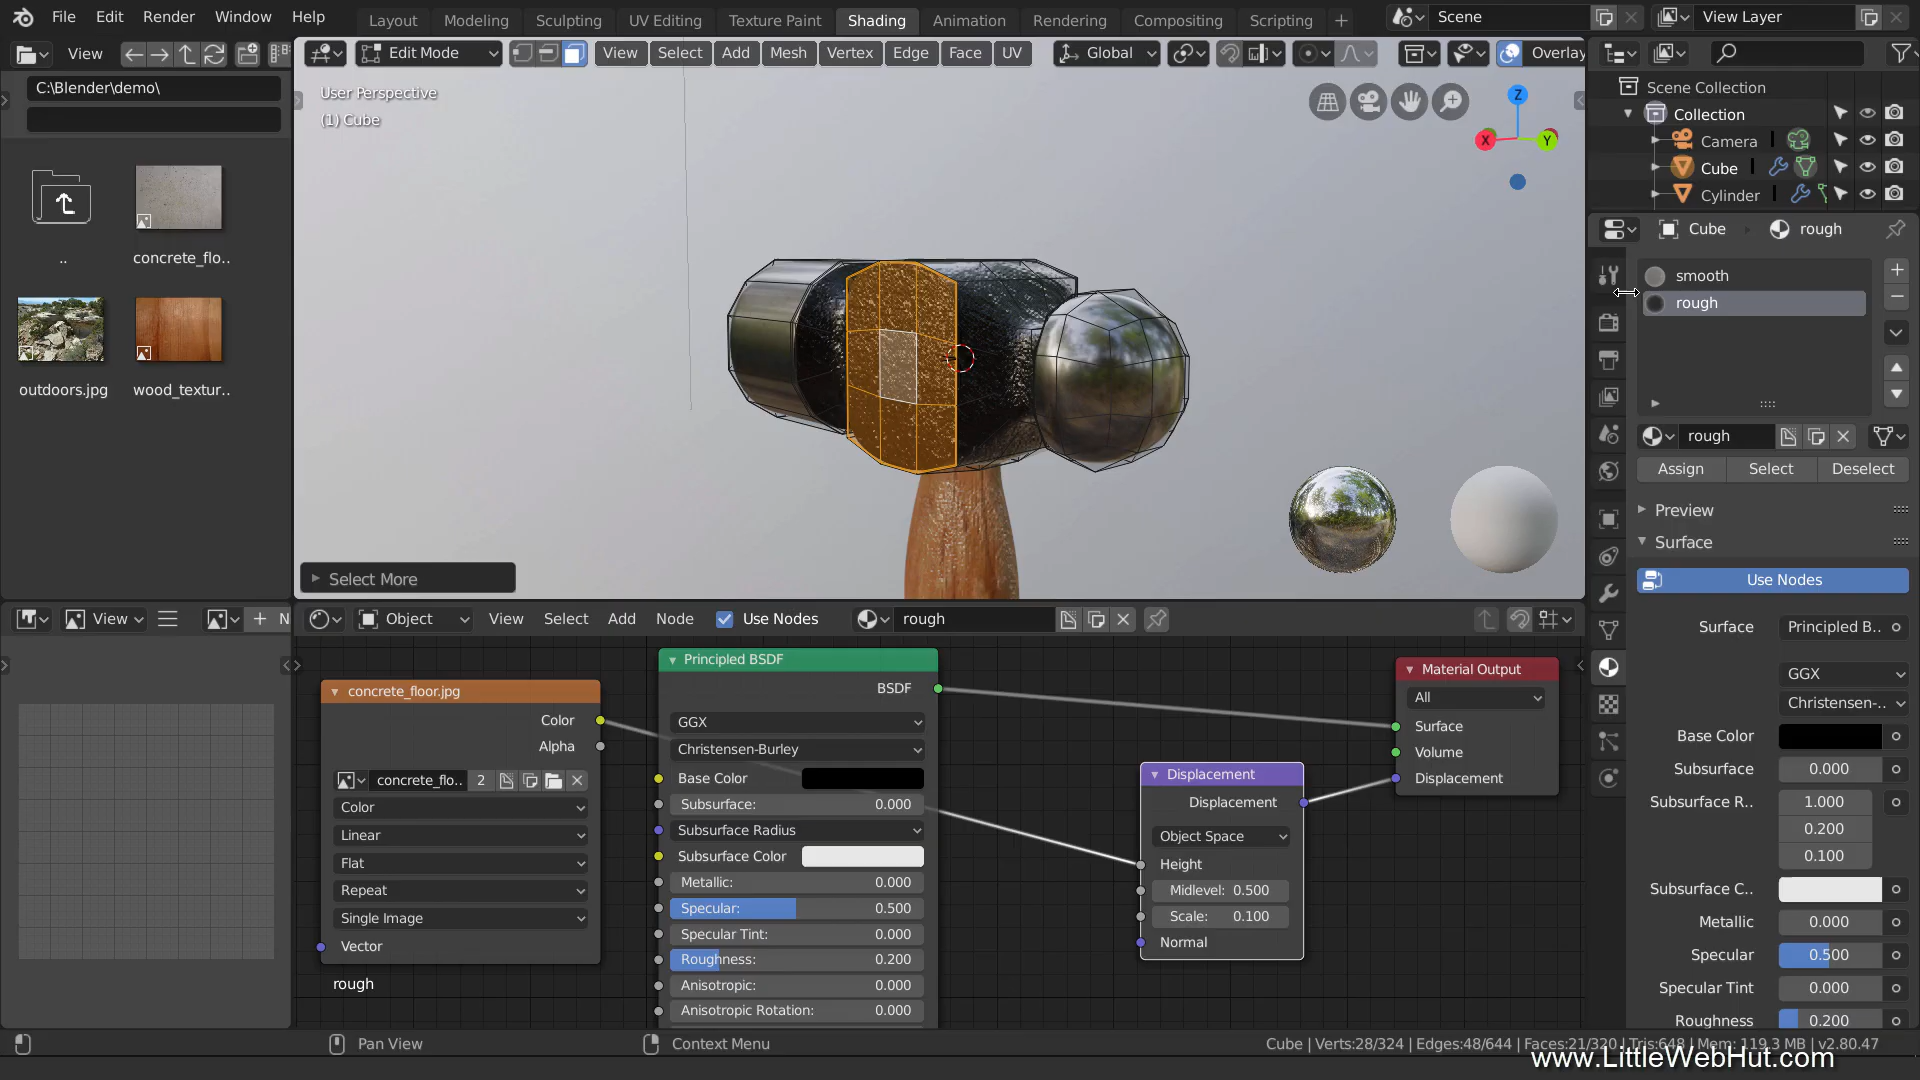 File Edit Render Window Help Layout Modeling Sculpting UV Editing Texture Paint Shading Animation Rendering Compositing Scripting + Scene View Layer
View Edit Mode View Select Add Mesh Vertex Edge Face UV Global Overlay
C:\Blender\demo\
User Perspective
(1) Cube
Z
X
Y
..
concrete_flo..
outdoors.jpg
wood_textur..
Select More
Scene Collection
Collection
Camera
Cube
Cylinder
Cube rough
smooth
rough
rough
Assign Select Deselect
Preview
Surface
Use Nodes
Surface Principled B..
GGX
Christensen-..
Base Color
Subsurface 0.000
Subsurface R.. 1.000
0.200
0.100
Subsurface C..
Metallic 0.000
Specular 0.500
Specular Tint 0.000
Roughness 0.200
View + N Object View Select Add Node Use Nodes rough
concrete_floor.jpg
Color
Alpha
concrete_flo.. 2
Color
Linear
Flat
Repeat
Single Image
Vector
rough
Principled BSDF
BSDF
GGX
Christensen-Burley
Base Color
Subsurface: 0.000
Subsurface Radius
Subsurface Color
Metallic: 0.000
Specular: 0.500
Specular Tint: 0.000
Roughness: 0.200
Anisotropic: 0.000
Anisotropic Rotation: 0.000
Displacement
Displacement
Object Space
Height
Midlevel: 0.500
Scale: 0.100
Normal
Material Output
All
Surface
Volume
Displacement
Pan View Context Menu Cube | Verts:28/324 | Edges:48/644 | Faces:21/320 | Tris:648 | Mem: 119.3 MB | v2.80.47
www.LittleWebHut.com